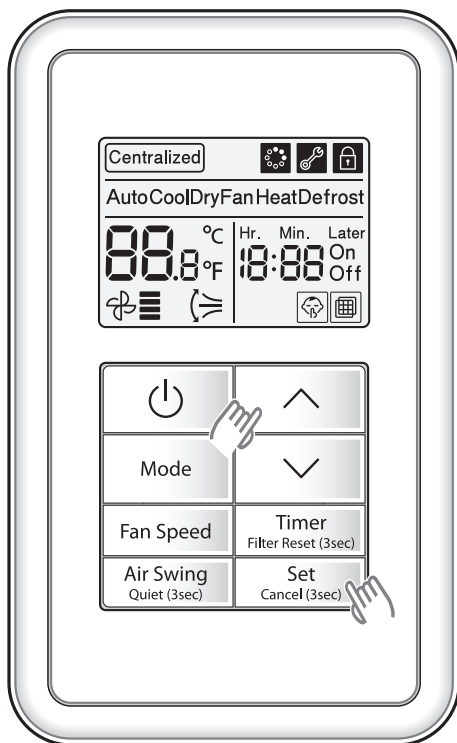 Centralized
AutoCoolDryFanHeatDefrost
88.8 °C °F
Hr. Min. Later
18:88 On Off
Mode
Fan Speed
Timer
Filter Reset (3sec)
Air Swing
Quiet (3sec)
Set
Cancel (3sec)